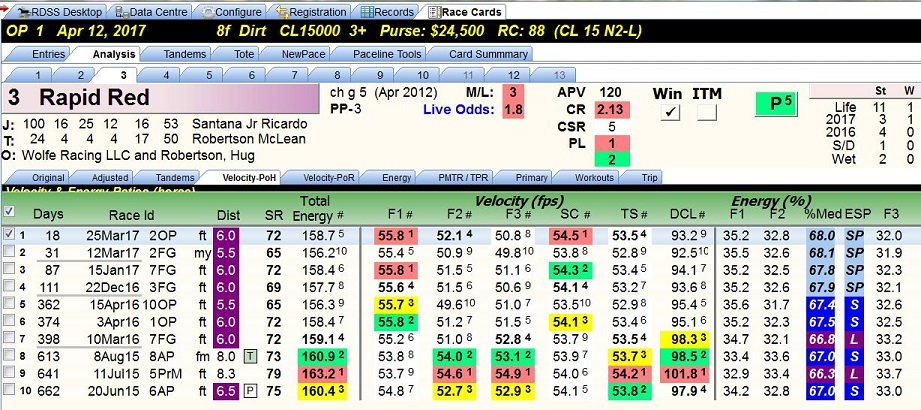 RDSS Desktop Data Centre Configure Registration Records Race Cards
OP 1 Apr 12, 2017 8f Dirt CL15000 3+ Purse: $24,500 RC: 88 (CL 15 N2-L)
Entries Analysis Tandems Tote NewPace Paceline Tools Card Summmary
1 2 3 4 5 6 7 8 9 10 11 12 13
3 Rapid Red ch g 5 (Apr 2012) M/L: 3 APV 120 Win ITM P5 St W
PP-3 Live Odds: 1.8 CR 2.13 Life 11 1
J: 100 16 25 12 16 53 Santana Jr Ricardo CSR 5 2017 3 1
T: 24 4 4 4 17 50 Robertson McLean PL 1 2016 4 0
O: Wolfe Racing LLC and Robertson, Hug 2 S/D 1 0
Wet 2 0
Original Adjusted Tandems Velocity-PoH Velocity-PoR Energy PMTR / TPR Primary Workouts Trip
Velocity & Energy Ratios (horse)
Total Velocity (fps) Energy (%)
Days Race Id Dist SR Energy # F1 # F2 # F3 # SC # TS # DCL # F1 F2 %Med ESP F3
1 18 25Mar17 2OP ft 6.0 72 158.7 5 55.8 1 52.1 4 50.8 8 54.5 1 53.5 4 93.2 9 35.2 32.8 68.0 SP 32.0
2 31 12Mar17 2FG my 5.5 65 156.2 10 55.4 5 50.9 9 49.8 10 53.8 8 52.8 9 92.5 10 35.6 32.6 68.1 SP 31.9
3 87 15Jan17 7FG ft 6.0 72 158.4 6 55.8 1 51.5 5 51.1 6 54.3 2 53.4 5 94.1 7 35.2 32.5 67.8 SP 32.3
4 111 22Dec16 3FG ft 6.0 69 157.7 8 55.6 4 51.5 6 50.6 9 54.1 4 53.2 7 93.6 8 35.2 32.6 67.9 SP 32.1
5 362 15Apr16 10OP ft 5.5 65 156.3 9 55.7 3 49.6 10 51.0 7 53.5 10 52.9 8 95.4 5 35.6 31.7 67.4 S 32.6
6 374 1Apr16 1OP ft 6.0 72 158.4 7 55.8 2 51.2 7 51.5 5 54.1 3 53.4 6 95.1 6 35.2 32.3 67.5 S 32.5
7 398 10Mar16 7FG ft 6.0 72 159.1 4 55.2 6 51.0 8 52.8 4 53.9 7 53.5 4 98.3 3 34.7 32.1 66.8 L 33.2
8 613 8Aug15 8AP fm 8.0 T 73 160.9 2 53.8 8 54.0 2 53.1 2 53.9 7 53.7 3 98.5 2 33.4 33.6 67.0 S 33.0
9 641 11Jul15 5PrM ft 8.3 79 163.2 1 53.7 9 54.6 1 54.9 1 54.0 6 54.2 1 101.8 1 32.9 33.4 66.3 L 33.7
10 662 20Jun15 6AP ft 6.5 P 75 160.4 3 54.8 7 52.7 3 52.9 3 54.1 5 53.8 2 97.9 4 34.2 32.8 67.0 S 33.0